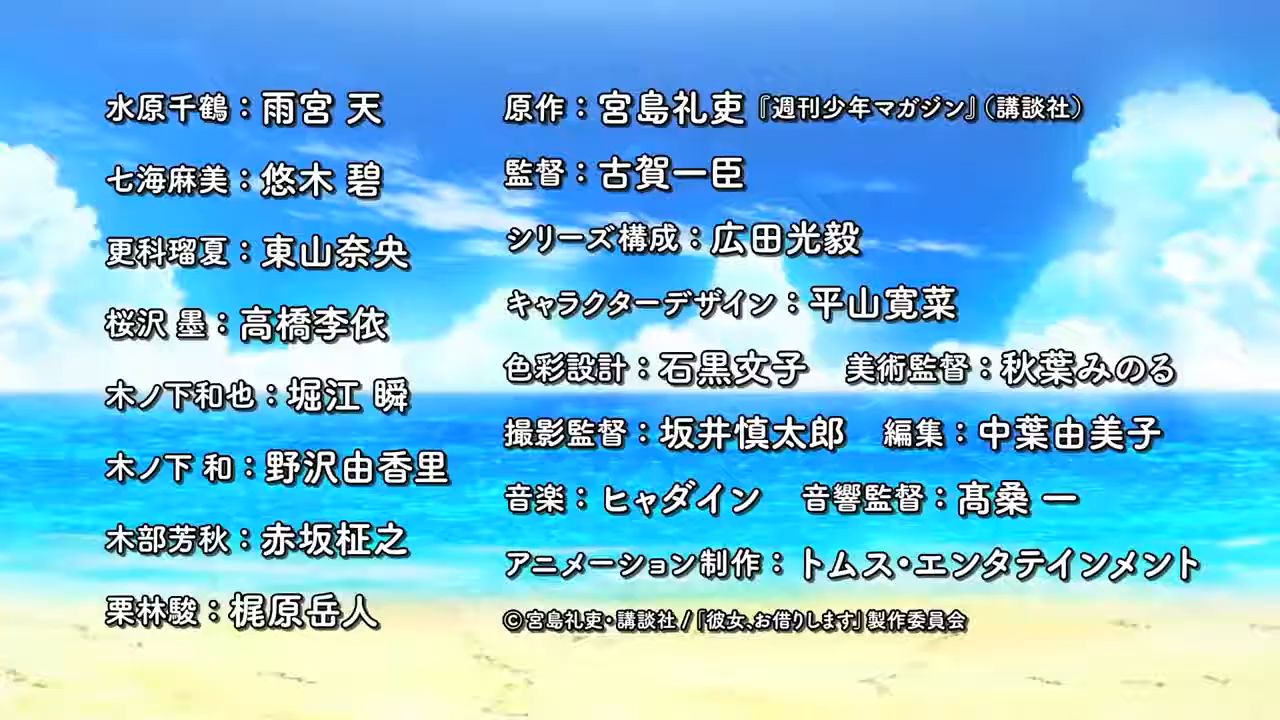 水原千鶴：雨宮 天
七海麻美：悠木 碧
更科瑠夏：東山奈央
桜沢 墨：高橋李依
木ノ下和也：堀江 瞬
木ノ下 和：野沢由香里
木部芳秋：赤坂柾之
栗林駿：梶原岳人
原作：宮島礼吏『週刊少年マガジン』（講談社）
監督：古賀一臣
シリーズ構成：広田光毅
キャラクターデザイン：平山寛菜
色彩設計：石黒文子　美術監督：秋葉みのる
撮影監督：坂井慎太郎　編集：中葉由美子
音楽：ヒャダイン　音響監督：髙桑 一
アニメーション制作：トムス・エンタテインメント
©宮島礼吏・講談社/「彼女、お借りします」製作委員会